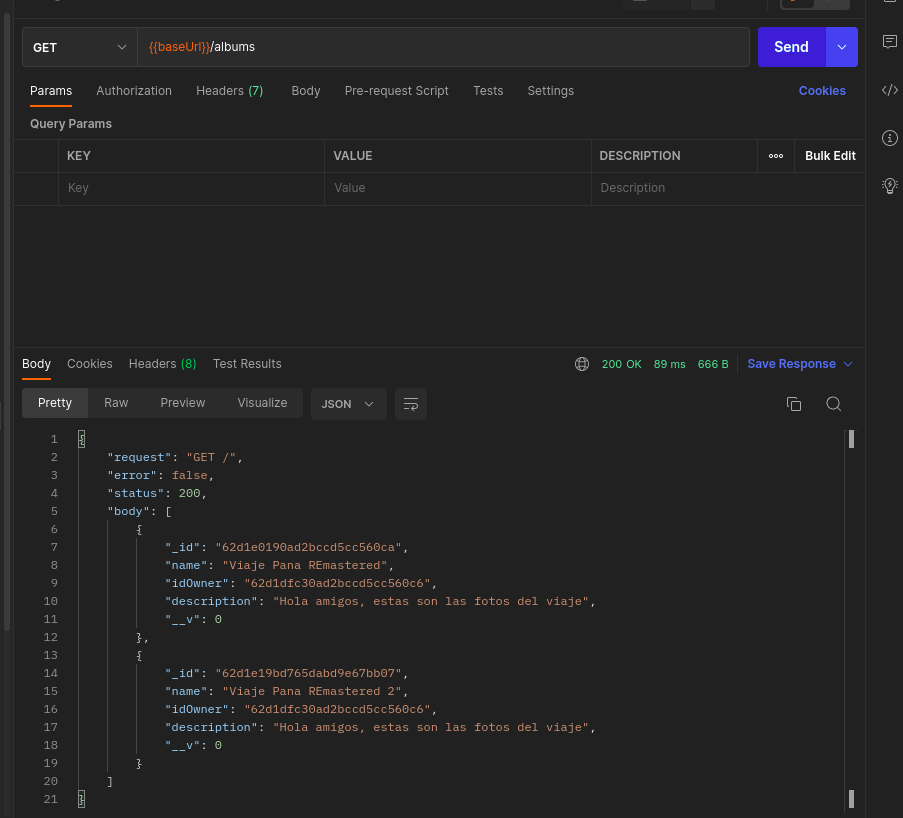 GET {{baseUrl}}/albums Send
Params Authorization Headers (7) Body Pre-request Script Tests Settings Cookies
Query Params
KEY VALUE DESCRIPTION Bulk Edit
Key Value Description
Body Cookies Headers (8) Test Results 200 OK 89 ms 666 B Save Response
Pretty Raw Preview Visualize JSON
1 {
2 "request": "GET /",
3 "error": false,
4 "status": 200,
5 "body": [
6 {
7 "_id": "62d1e0190ad2bccd5cc560ca",
8 "name": "Viaje Pana REmastered",
9 "idOwner": "62d1dfc30ad2bccd5cc560c6",
10 "description": "Hola amigos, estas son las fotos del viaje",
11 "__v": 0
12 },
13 {
14 "_id": "62d1e19bd765dabd9e67bb07",
15 "name": "Viaje Pana REmastered 2",
16 "idOwner": "62d1dfc30ad2bccd5cc560c6",
17 "description": "Hola amigos, estas son las fotos del viaje",
18 "__v": 0
19 }
20 ]
21 }